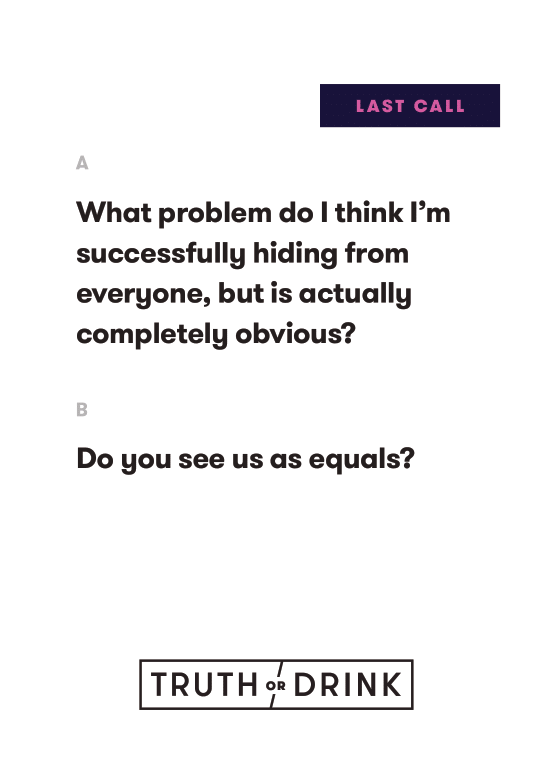 LAST CALL
A
What problem do I think I’m
successfully hiding from
everyone, but is actually
completely obvious?
B
Do you see us as equals?
TRUTH OR DRINK